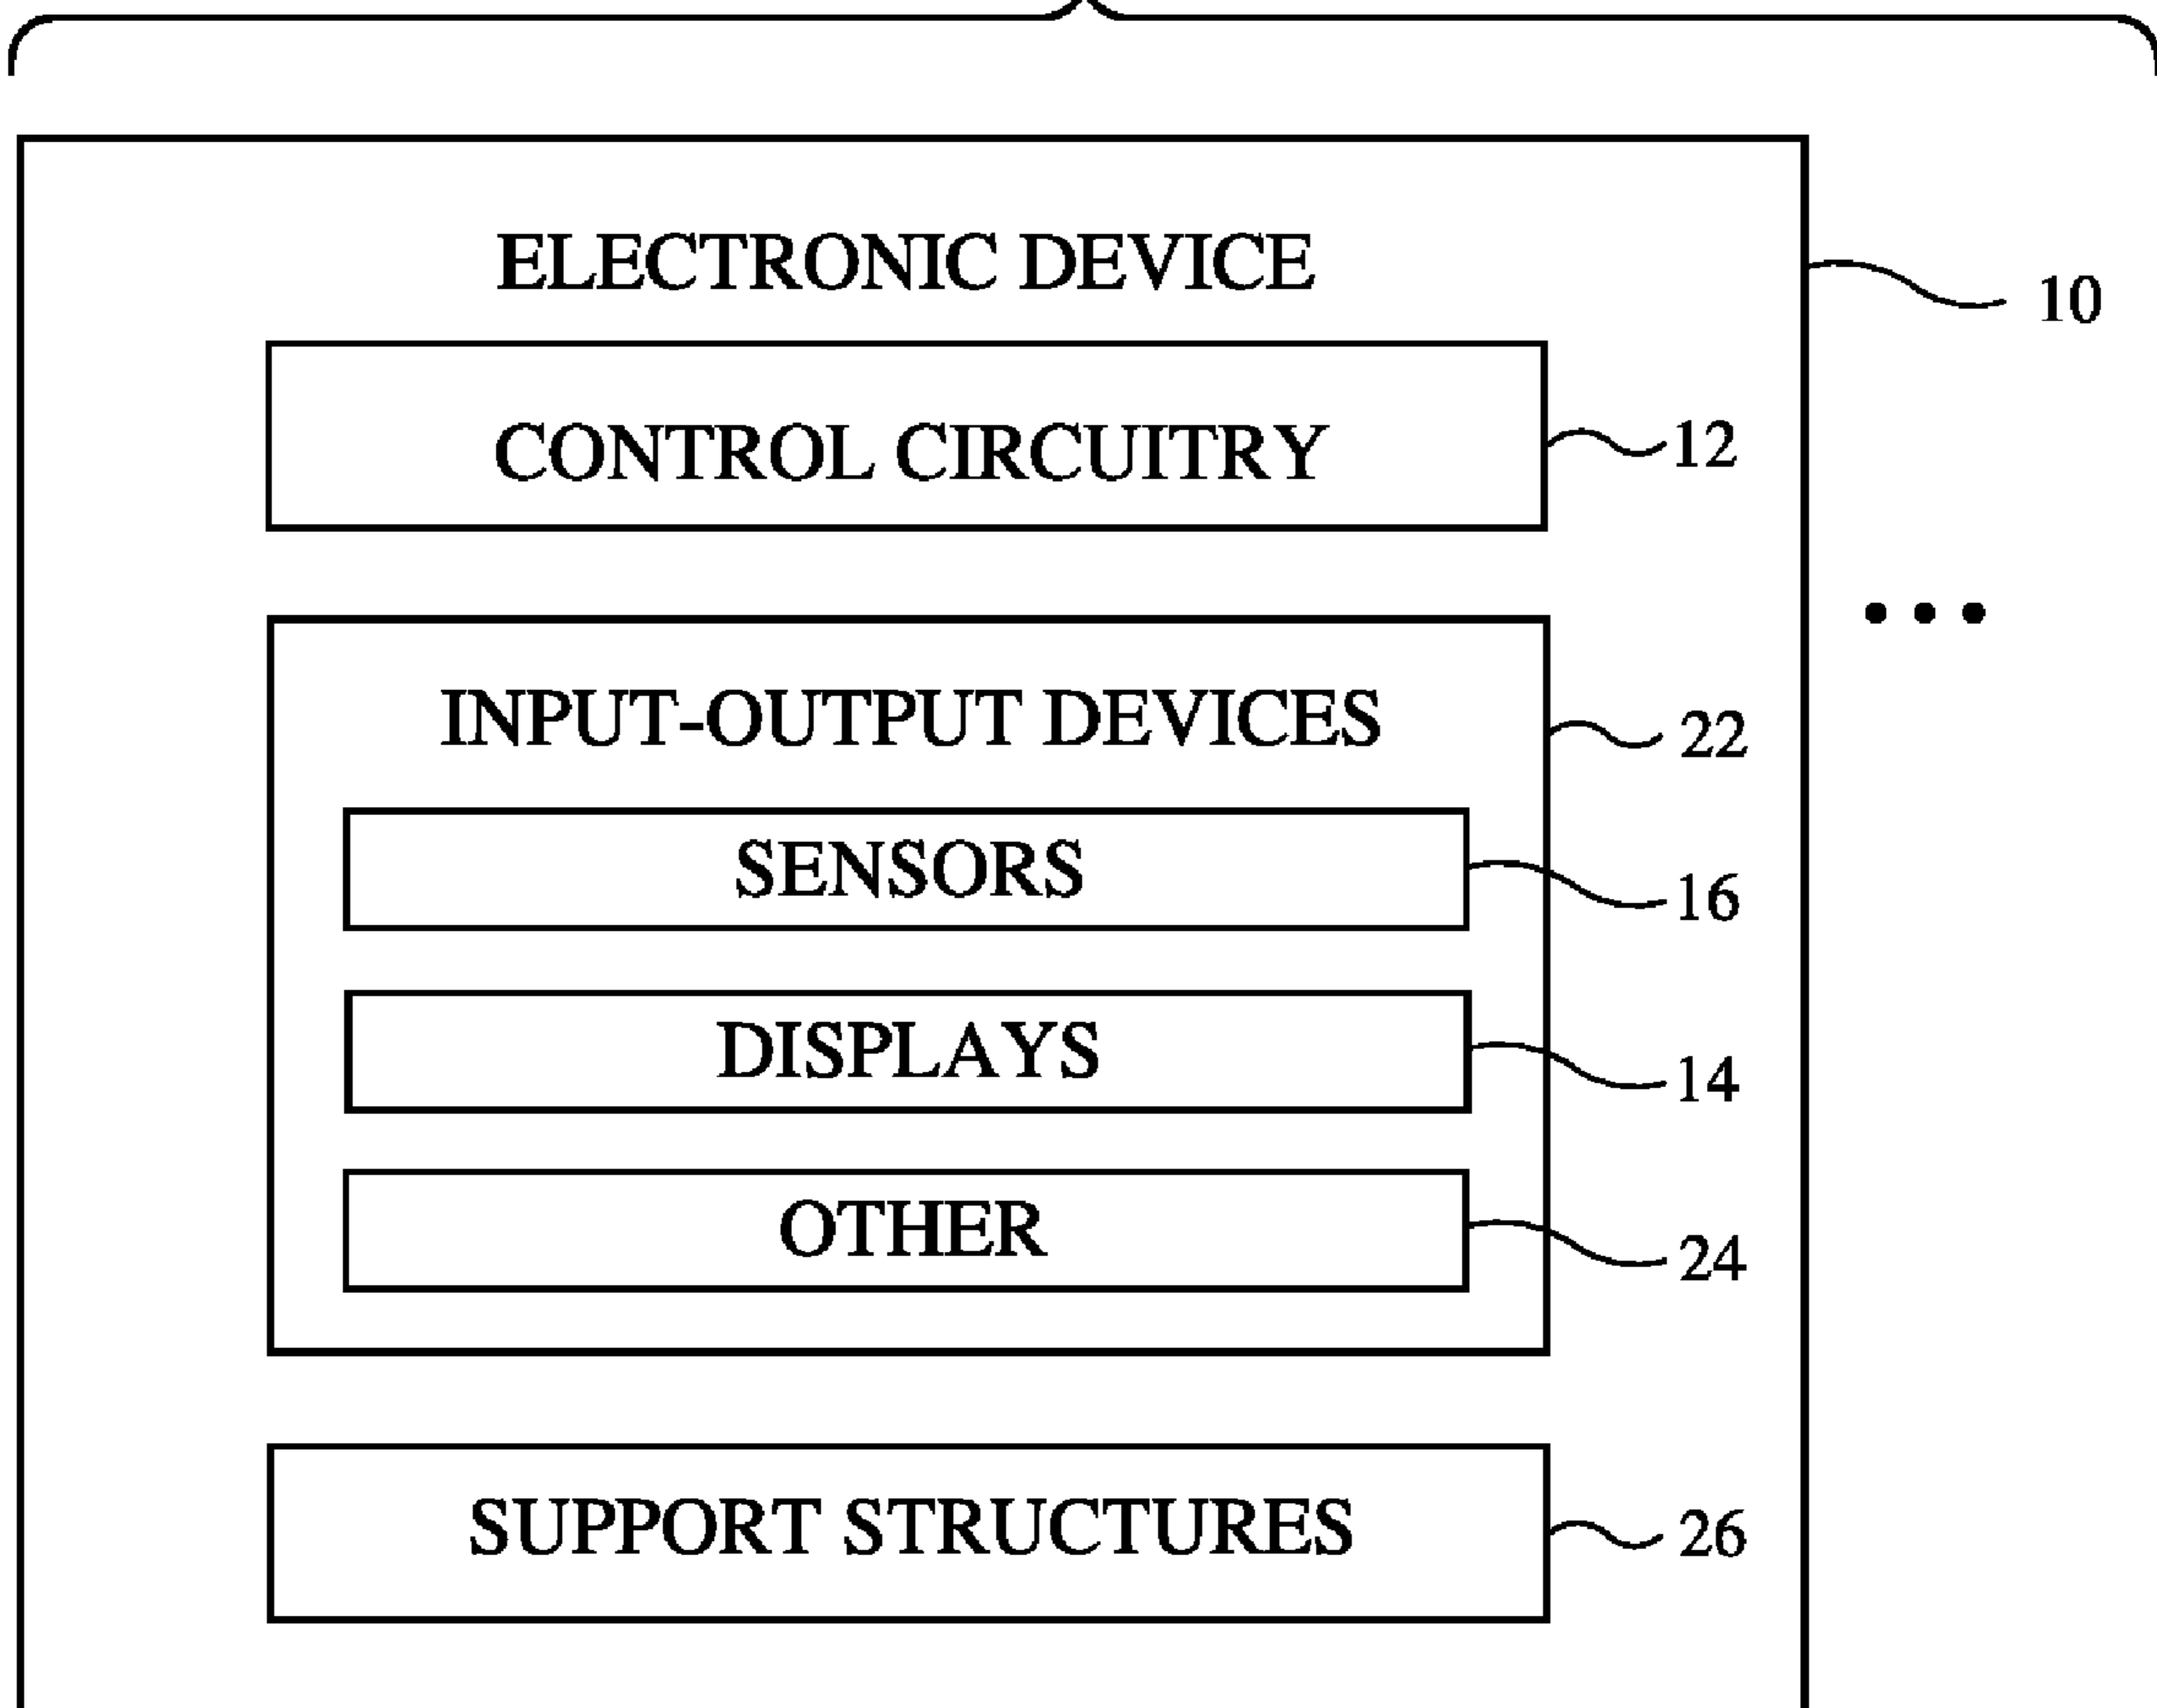 ELECTRONIC DEVICE
10
CONTROL CIRCUITRY
12
...
INPUT-OUTPUT DEVICES
22
SENSORS
16
DISPLAYS
14
OTHER
24
SUPPORT STRUCTURES
26